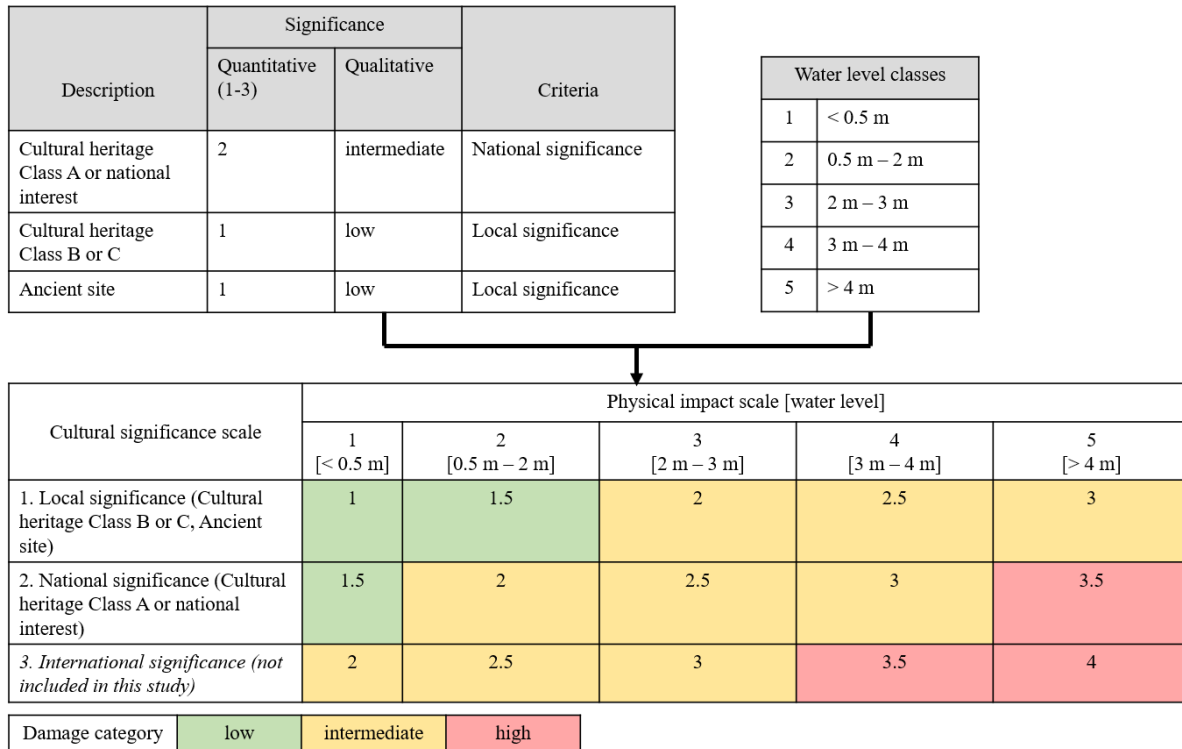 Significance
Description
Quantitative
(1-3)
Qualitative
Criteria
Cultural heritage
Class A or national
interest
2
intermediate
National significance
Cultural heritage
Class B or C
1
low
Local significance
Ancient site
1
low
Local significance
Water level classes
1
< 0.5 m
2
0.5 m – 2 m
3
2 m – 3 m
4
3 m – 4 m
5
> 4 m
Cultural significance scale
Physical impact scale [water level]
1
[< 0.5 m]
2
[0.5 m – 2 m]
3
[2 m – 3 m]
4
[3 m – 4 m]
5
[> 4 m]
1. Local significance (Cultural
heritage Class B or C, Ancient
site)
1
1.5
2
2.5
3
2. National significance (Cultural
heritage Class A or national
interest)
1.5
2
2.5
3
3.5
3. International significance (not
included in this study)
2
2.5
3
3.5
4
Damage category
low
intermediate
high